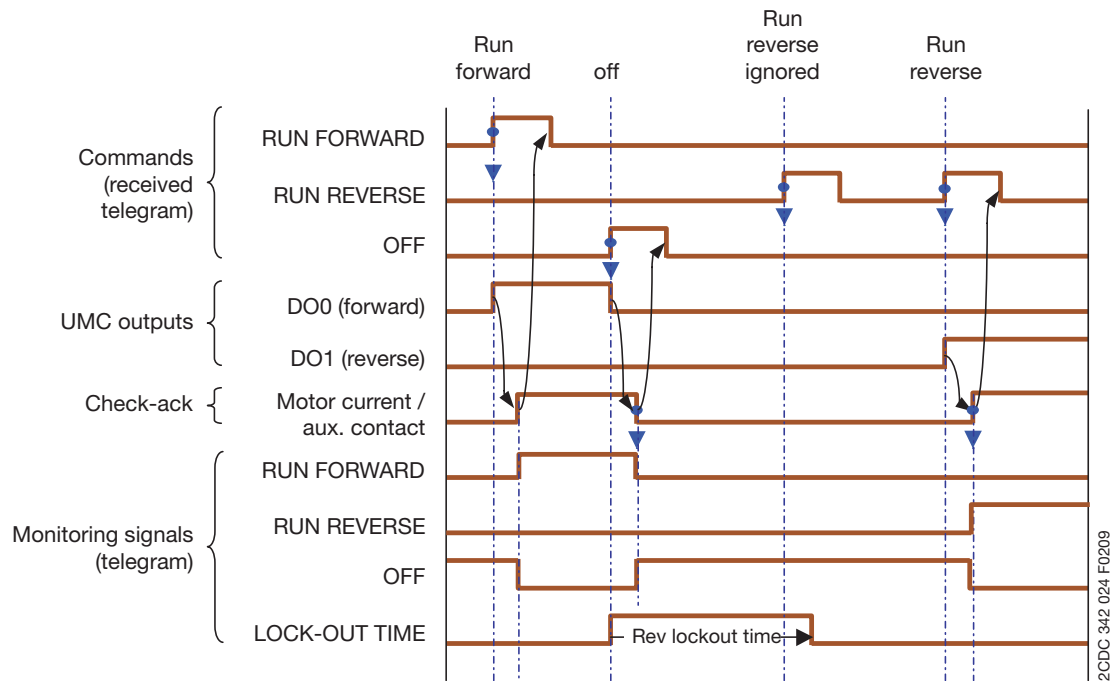 Run
forward
off
Run
reverse
ignored
Run
reverse
Commands
(received
telegram)
RUN FORWARD
RUN REVERSE
OFF
UMC outputs
DO0 (forward)
DO1 (reverse)
Check-ack
Motor current /
aux. contact
Monitoring signals
(telegram)
RUN FORWARD
RUN REVERSE
OFF
LOCK-OUT TIME
Rev lockout time
2CDC 342 024 F0209